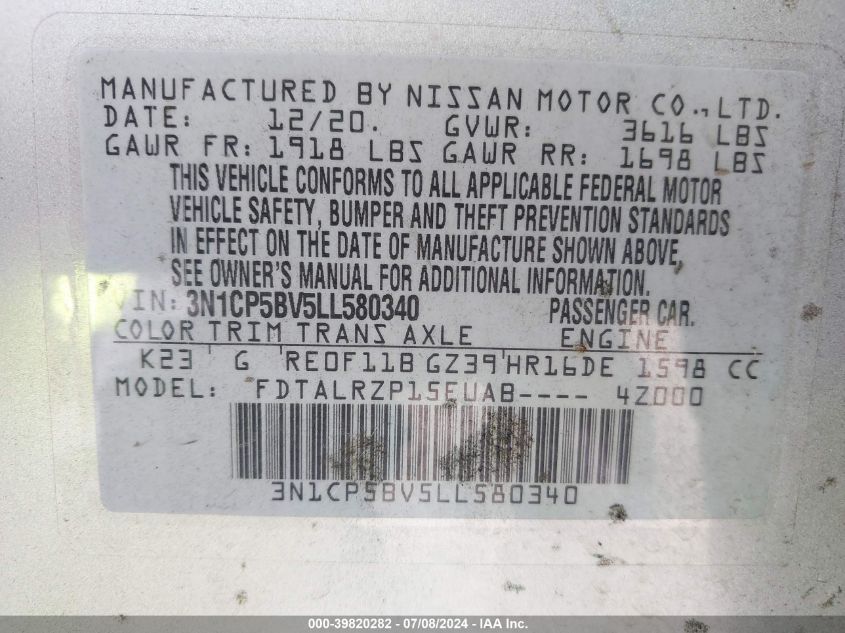 MANUFACTURED BY NISSAN MOTOR CO.,LTD.
DATE: 12/20. GVWR: 3616 LBS
GAWR FR: 1918 LBS GAWR RR: 1698 LBS
THIS VEHICLE CONFORMS TO ALL APPLICABLE FEDERAL MOTOR
VEHICLE SAFETY, BUMPER AND THEFT PREVENTION STANDARDS
IN EFFECT ON THE DATE OF MANUFACTURE SHOWN ABOVE,
SEE OWNER'S MANUAL FOR ADDITIONAL INFORMATION.
VIN: 3N1CP5BV5LL580340 PASSENGER CAR.
COLOR TRIM TRANS AXLE ENGINE
K23 G RE0F11B GZ39 HR16DE 1598 CC
MODEL: FDTALRZP15EUAB---- 4Z000
3N1CP5BV5LL580340
000-39820282 - 07/08/2024 - IAAI.com